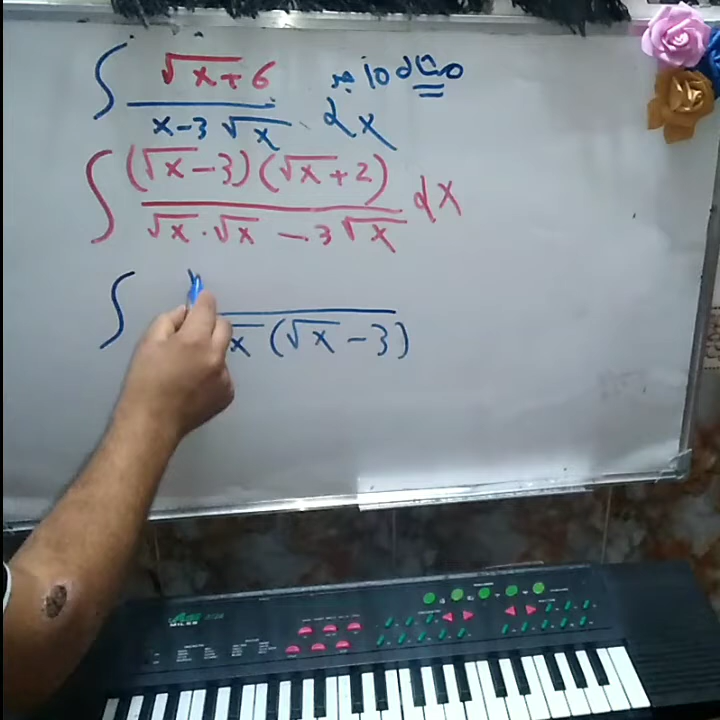 ∫ (√x+6)/(x-3√x) dx
∫ ((√x-3)(√x+2))/(√x·√x-3√x) dx
∫ x(√x-3)